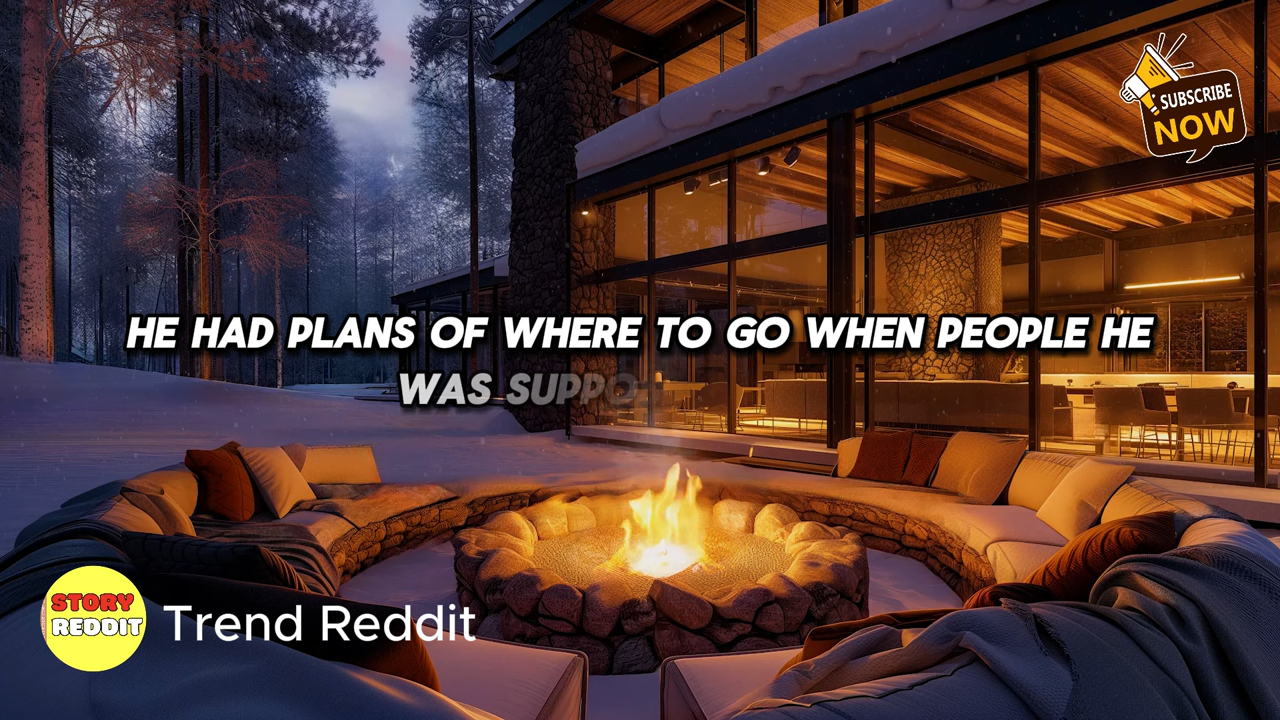 SUBSCRIBE
NOW
HE HAD PLANS OF WHERE TO GO WHEN PEOPLE HE
WAS
STORY
REDDIT
Trend Reddit